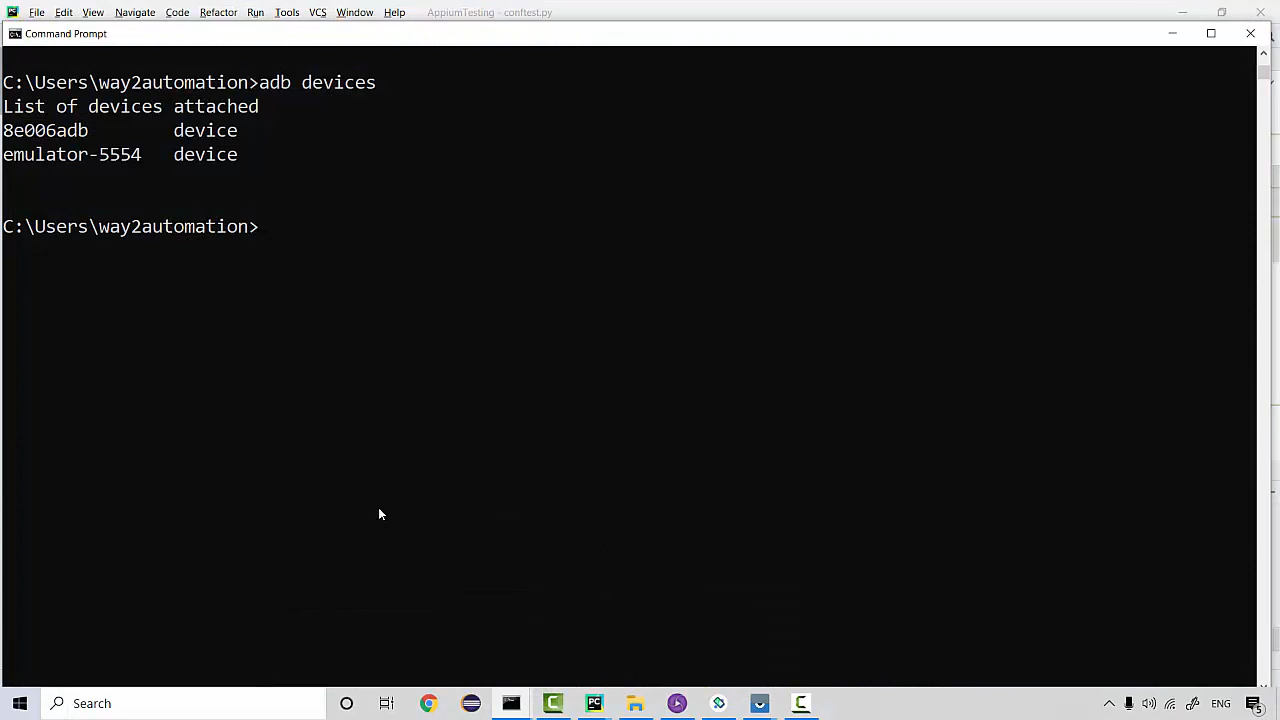 File Edit View Navigate Code Refactor Run Tools VCS Window Help AppiumTesting - conftest.py
Command Prompt
C:\Users\way2automation>adb devices
List of devices attached
8e006adb device
emulator-5554 device
C:\Users\way2automation>
Search
ENG
5